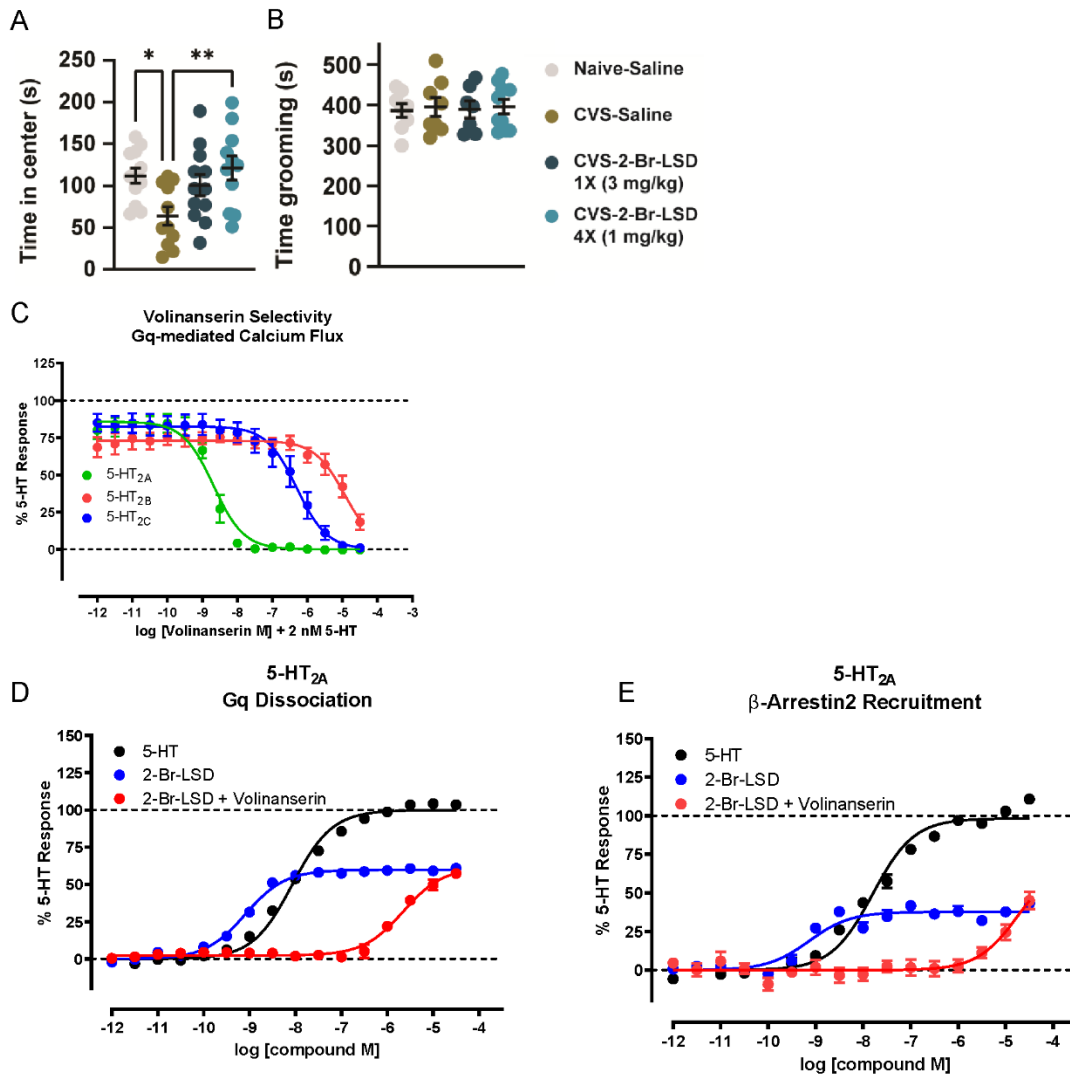 A
Time in center (s)
250
200
150
100
50
0
*
**
B
Time grooming (s)
500
400
300
200
100
0
Naive-Saline
CVS-Saline
CVS-2-Br-LSD
1X (3 mg/kg)
CVS-2-Br-LSD
4X (1 mg/kg)
C
Volinanserin Selectivity
Gq-mediated Calcium Flux
% 5-HT Response
125
100
75
50
25
0
5-HT2A
5-HT2B
5-HT2C
-12 -11 -10 -9 -8 -7 -6 -5 -4 -3
log [Volinanserin M] + 2 nM 5-HT
D
5-HT2A
Gq Dissociation
% 5-HT Response
150
125
100
75
50
25
0
5-HT
2-Br-LSD
2-Br-LSD + Volinanserin
-12 -11 -10 -9 -8 -7 -6 -5 -4
log [compound M]
E
5-HT2A
β-Arrestin2 Recruitment
% 5-HT Response
150
125
100
75
50
25
0
5-HT
2-Br-LSD
2-Br-LSD + Volinanserin
-12 -11 -10 -9 -8 -7 -6 -5 -4
log [compound M]